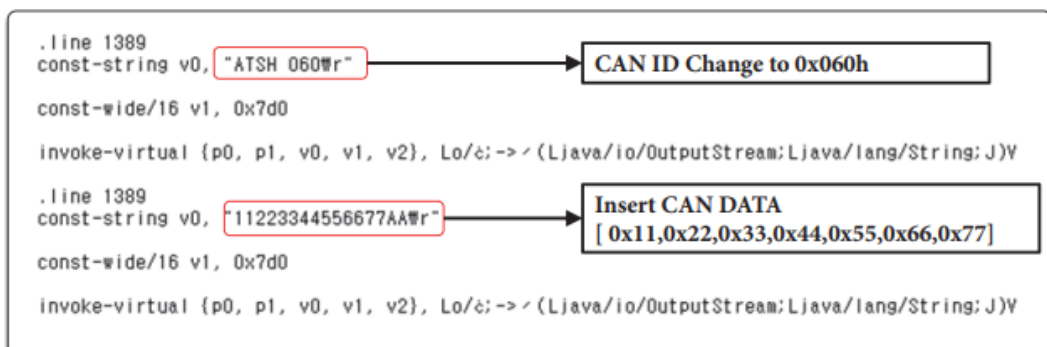 .line 1389
const-string v0, "ATSH 060₩r"
CAN ID Change to 0x060h
const-wide/16 v1, 0x7d0
invoke-virtual {p0, p1, v0, v1, v2}, Lo/ċ;->ˊ(Ljava/io/OutputStream;Ljava/lang/String;J)V
.line 1389
const-string v0, "11223344556677AA₩r"
Insert CAN DATA
[ 0x11,0x22,0x33,0x44,0x55,0x66,0x77]
const-wide/16 v1, 0x7d0
invoke-virtual {p0, p1, v0, v1, v2}, Lo/ċ;->ˊ(Ljava/io/OutputStream;Ljava/lang/String;J)V